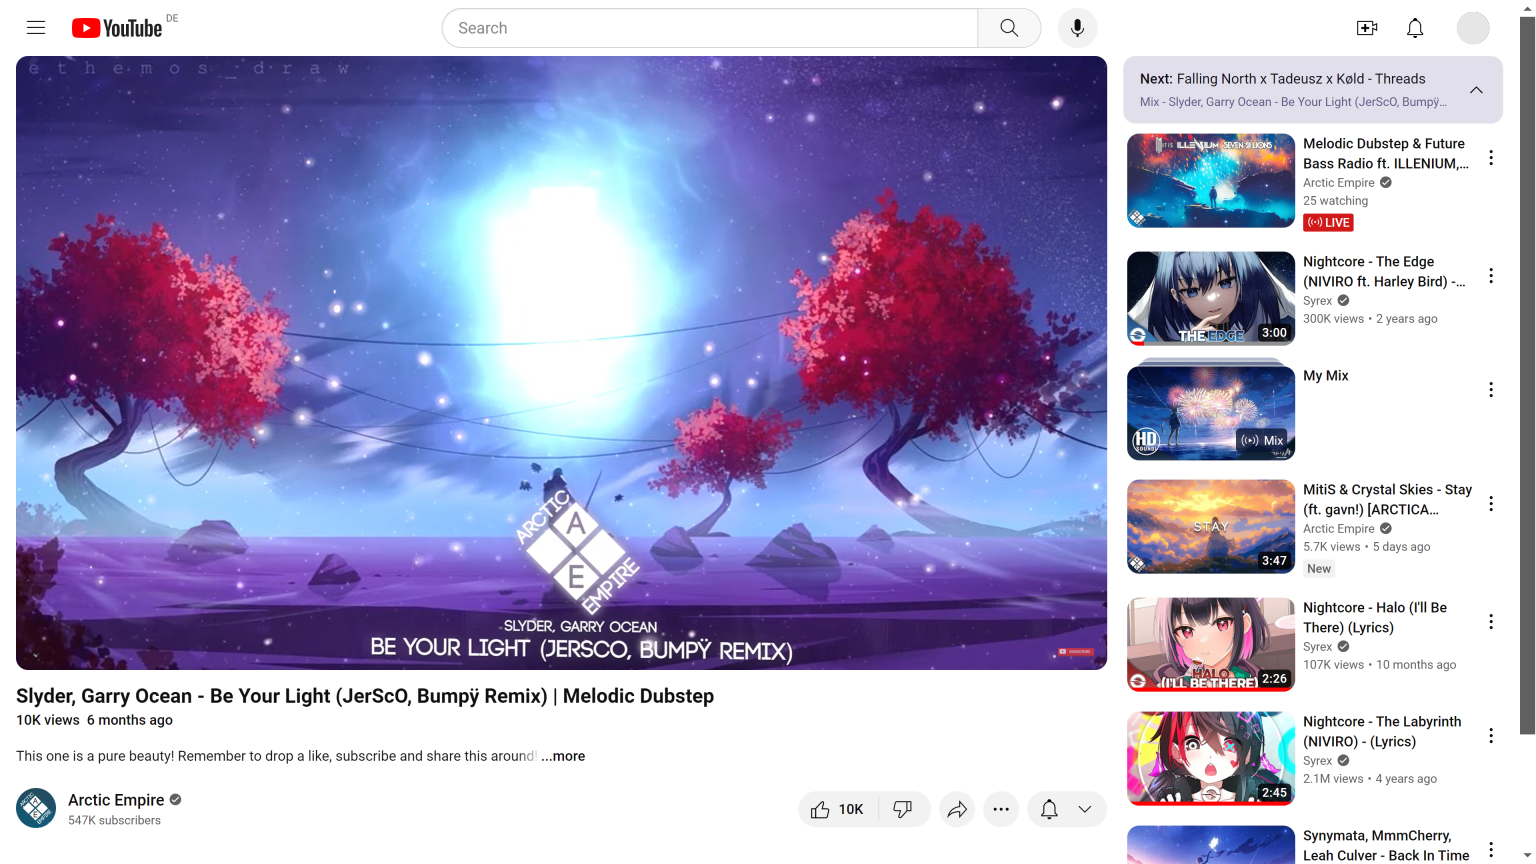 YouTube DE
Search
ethemos_draw
ARCTIC
A
E
EMPIRE
SLYDER, GARRY OCEAN
BE YOUR LIGHT (JERSCO, BUMPŸ REMIX)
SUBSCRIBE
Slyder, Garry Ocean - Be Your Light (JerScO, Bumpÿ Remix) | Melodic Dubstep
10K views 6 months ago
This one is a pure beauty! Remember to drop a like, subscribe and share this around! ...more
Arctic Empire
547K subscribers
10K
Next: Falling North x Tadeusz x Køld - Threads
Mix - Slyder, Garry Ocean - Be Your Light (JerScO, Bumpÿ...
MITIS ILLENIUM SEVEN LIONS
Melodic Dubstep & Future
Bass Radio ft. ILLENIUM,...
Arctic Empire
25 watching
LIVE
THE EDGE
3:00
Nightcore - The Edge
(NIVIRO ft. Harley Bird) -...
Syrex
300K views • 2 years ago
HD
SOUND!
Mix
My Mix
STAY
3:47
MitiS & Crystal Skies - Stay
(ft. gavn!) [ARCTICA...
Arctic Empire
5.7K views • 5 days ago
New
HALO
(I'LL BE THERE)
2:26
Nightcore - Halo (I'll Be
There) (Lyrics)
Syrex
107K views • 10 months ago
2:45
Nightcore - The Labyrinth
(NIVIRO) - (Lyrics)
Syrex
2.1M views • 4 years ago
Synymata, MmmCherry,
Leah Culver - Back In Time